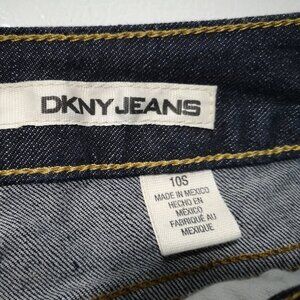 DKNY JEANS
10S
MADE IN MEXICO
HECHO EN
MÉXICO
FABRIQUÉ AU
MEXIQUE